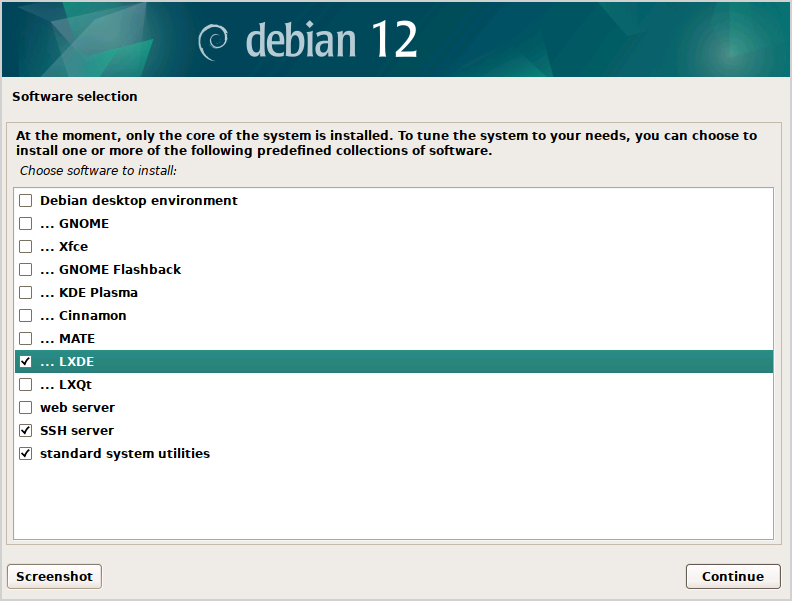 debian 12
Software selection
At the moment, only the core of the system is installed. To tune the system to your needs, you can choose to
install one or more of the following predefined collections of software.
Choose software to install:
Debian desktop environment
... GNOME
... Xfce
... GNOME Flashback
... KDE Plasma
... Cinnamon
... MATE
... LXDE
... LXQt
web server
SSH server
standard system utilities
Screenshot
Continue